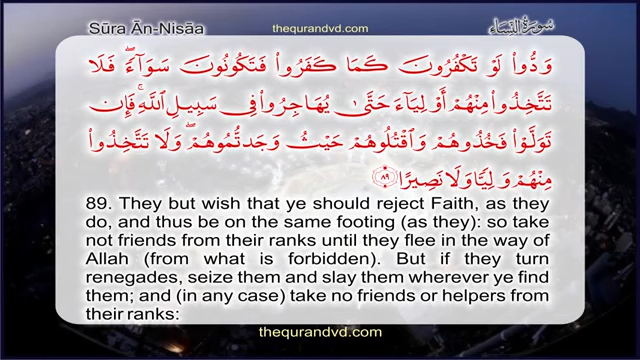 Sūra Ān-Nisāa
thequrandvd.com
سورة النساء
وَدُّوا۟ لَوْ تَكْفُرُونَ كَمَا كَفَرُوا۟ فَتَكُونُونَ سَوَآءًۖ فَلَا
تَتَّخِذُوا۟ مِنْهُمْ أَوْلِيَآءَ حَتَّىٰ يُهَاجِرُوا۟ فِى سَبِيلِ ٱللَّهِۚ فَإِن
تَوَلَّوْا۟ فَخُذُوهُمْ وَٱقْتُلُوهُمْ حَيْثُ وَجَدتُّمُوهُمْۖ وَلَا تَتَّخِذُوا۟
مِنْهُمْ وَلِيًّا وَلَا نَصِيرًا ٨٩
89. They but wish that ye should reject Faith, as they
do, and thus be on the same footing (as they): so take
not friends from their ranks until they flee in the way of
Allah (from what is forbidden). But if they turn
renegades, seize them and slay them wherever ye find
them; and (in any case) take no friends or helpers from
their ranks:
thequrandvd.com